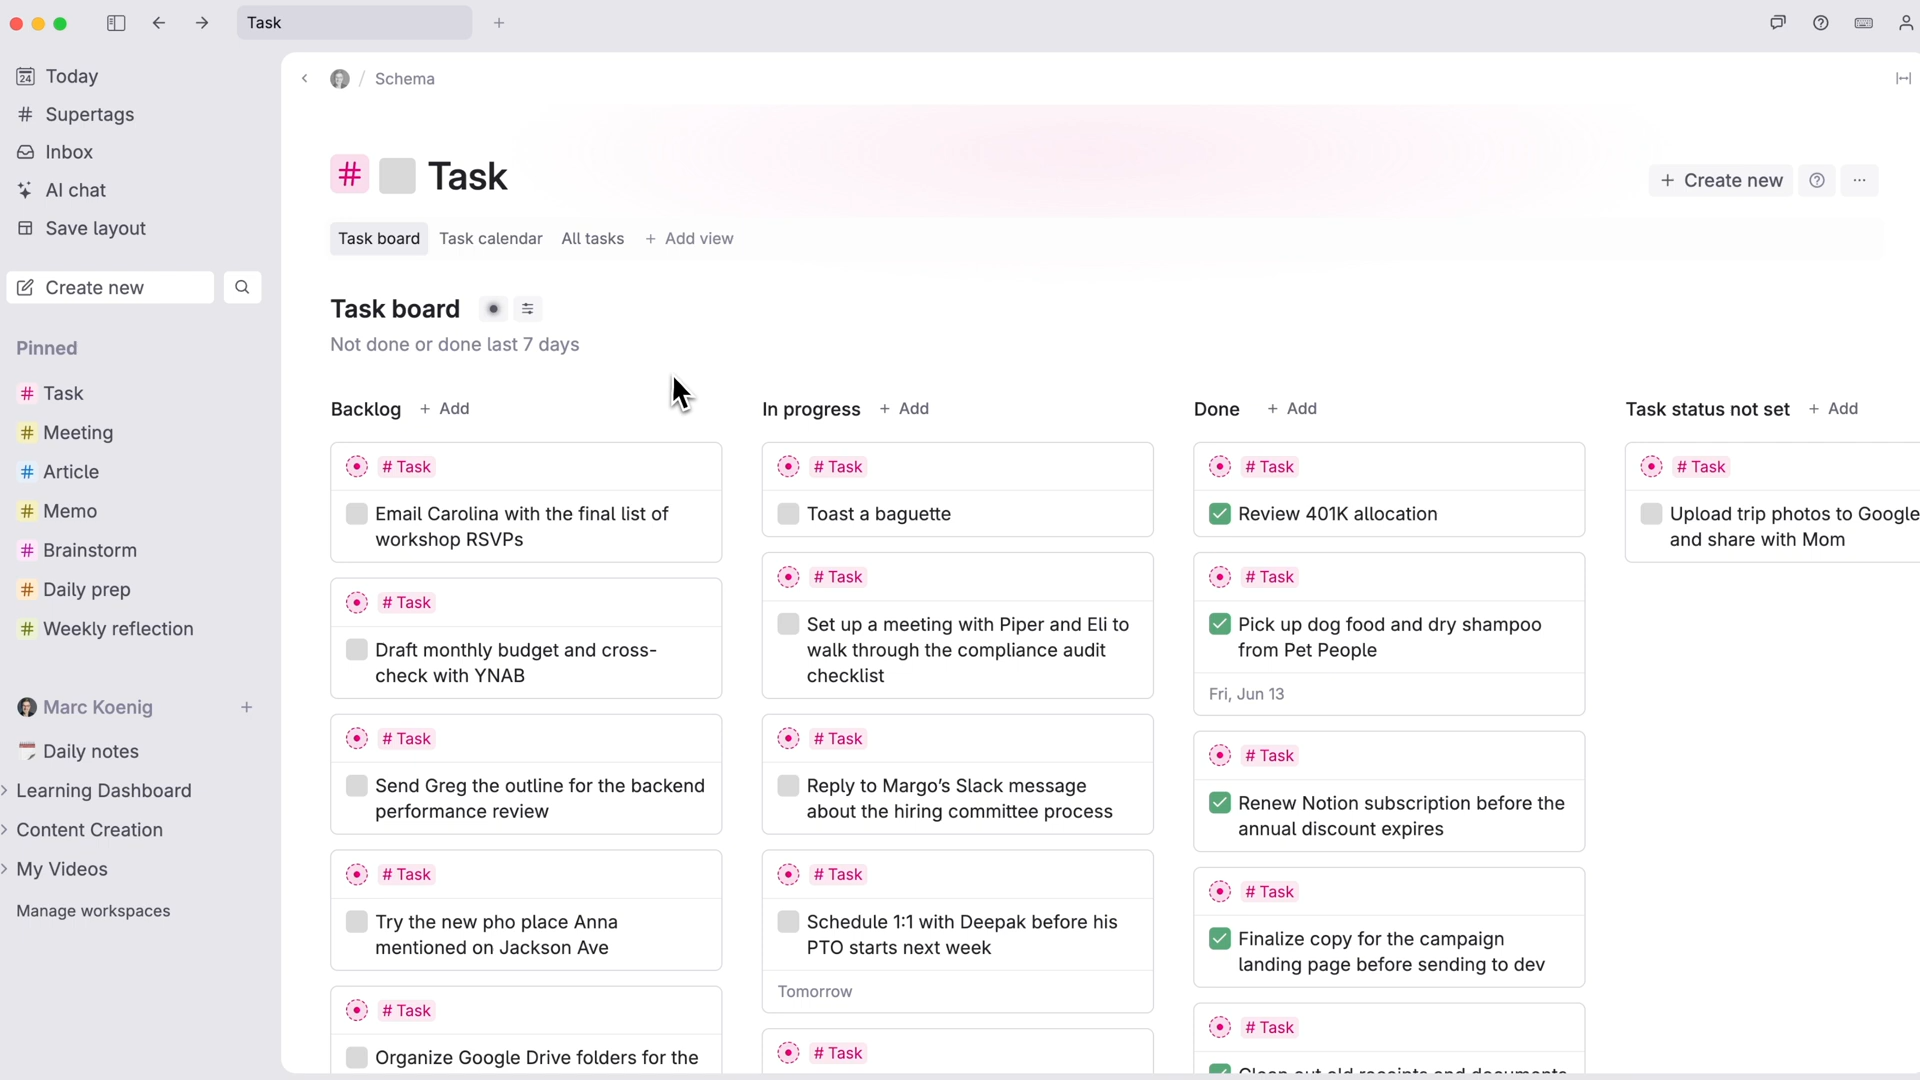 Task
24
Today
Supertags
Inbox
AI chat
Save layout
Create new
Pinned
# Task
# Meeting
# Article
# Memo
# Brainstorm
# Daily prep
# Weekly reflection
Marc Koenig +
Daily notes
Learning Dashboard
Content Creation
My Videos
Manage workspaces
/ Schema
# Task
+ Create new
Task board Task calendar All tasks + Add view
Task board
Not done or done last 7 days
Backlog + Add
# Task
Email Carolina with the final list of
workshop RSVPs
# Task
Draft monthly budget and cross-
check with YNAB
# Task
Send Greg the outline for the backend
performance review
# Task
Try the new pho place Anna
mentioned on Jackson Ave
# Task
Organize Google Drive folders for the
In progress + Add
# Task
Toast a baguette
# Task
Set up a meeting with Piper and Eli to
walk through the compliance audit
checklist
# Task
Reply to Margo’s Slack message
about the hiring committee process
# Task
Schedule 1:1 with Deepak before his
PTO starts next week
Tomorrow
# Task
Done + Add
# Task
Review 401K allocation
# Task
Pick up dog food and dry shampoo
from Pet People
Fri, Jun 13
# Task
Renew Notion subscription before the
annual discount expires
# Task
Finalize copy for the campaign
landing page before sending to dev
# Task
Clean out old receipts and documents
Task status not set + Add
# Task
Upload trip photos to Google
and share with Mom